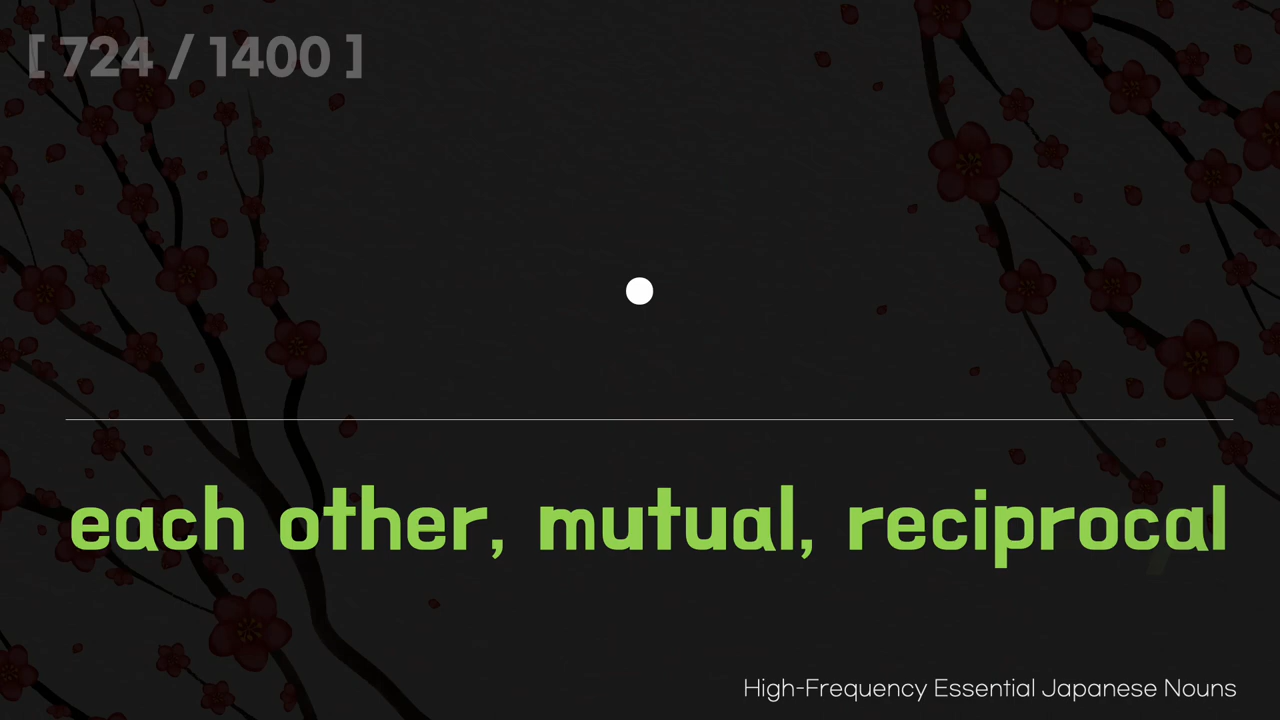 [ 724 / 1400 ]
each other, mutual, reciprocal
High-Frequency Essential Japanese Nouns